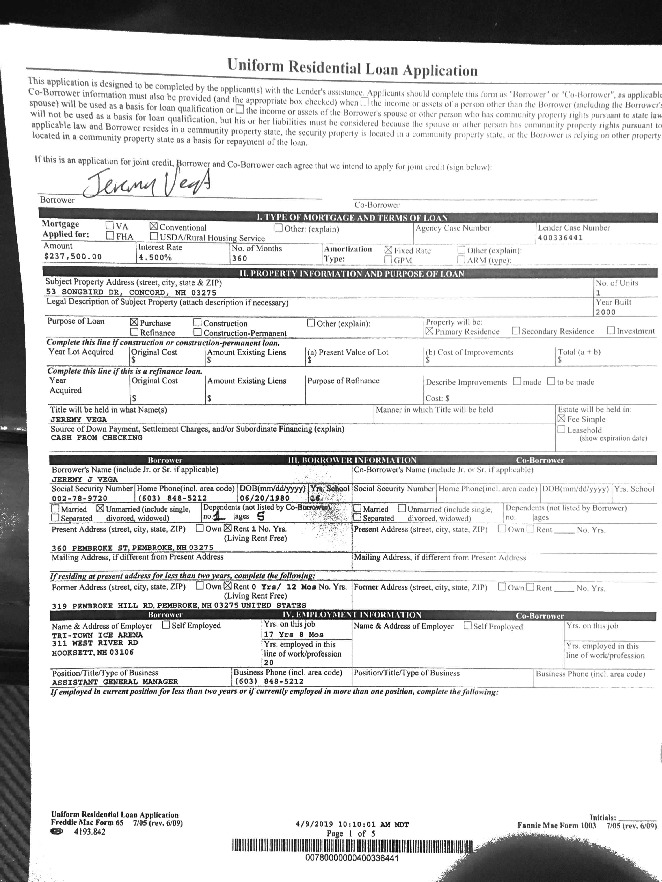 Uniform Residential Loan Application
This application is designed to be completed by the applicant(s) with the Lender's assistance. Applicants should complete this form as "Borrower" or "Co-Borrower", as applicable
Co-Borrower information must also be provided (and the appropriate box checked) when ☐ the income or assets of a person other than the Borrower (including the Borrower's
spouse) will be used as a basis for loan qualification or ☐ the income or assets of the Borrower's spouse or other person who has community property rights pursuant to state law
will not be used as a basis for loan qualification, but his or her liabilities must be considered because the spouse or other person has community property rights pursuant to
applicable law and Borrower resides in a community property state, the security property is located in a community property state, or the Borrower is relying on other property
located in a community property state as a basis for repayment of the loan.
If this is an application for joint credit, Borrower and Co-Borrower each agree that we intend to apply for joint credit (sign below):
Jeremy Vega
Borrower Co-Borrower
I. TYPE OF MORTGAGE AND TERMS OF LOAN
Mortgage Applied for: ☐ VA ☒ Conventional ☐ Other: (explain) Agency Case Number Lender Case Number
☐ FHA ☐ USDA/Rural Housing Service 400336441
Amount Interest Rate No. of Months Amortization Type: ☒ Fixed Rate ☐ Other (explain):
$237,500.00 4.500% 360 ☐ GPM ☐ ARM (type):
II. PROPERTY INFORMATION AND PURPOSE OF LOAN
Subject Property Address (street, city, state & ZIP) No. of Units
53 SONGBIRD DR, CONCORD, NH 03275 1
Legal Description of Subject Property (attach description if necessary) Year Built
2000
Purpose of Loan ☒ Purchase ☐ Construction ☐ Other (explain): Property will be:
☐ Refinance ☐ Construction-Permanent ☒ Primary Residence ☐ Secondary Residence ☐ Investment
Complete this line if construction or construction-permanent loan.
Year Lot Acquired Original Cost Amount Existing Liens (a) Present Value of Lot (b) Cost of Improvements Total (a + b)
$ $ $ $ $
Complete this line if this is a refinance loan.
Year Acquired Original Cost Amount Existing Liens Purpose of Refinance Describe Improvements ☐ made ☐ to be made
$ $ Cost: $
Title will be held in what Name(s) Manner in which Title will be held Estate will be held in:
JEREMY VEGA ☒ Fee Simple
Source of Down Payment, Settlement Charges, and/or Subordinate Financing (explain) ☐ Leasehold
CASH FROM CHECKING (show expiration date)
Borrower III. BORROWER INFORMATION Co-Borrower
Borrower's Name (include Jr. or Sr. if applicable) Co-Borrower's Name (include Jr. or Sr. if applicable)
JEREMY J VEGA
Social Security Number Home Phone(incl. area code) DOB(mm/dd/yyyy) Yrs. School Social Security Number Home Phone(incl. area code) DOB(mm/dd/yyyy) Yrs. School
002-78-9720 (603) 848-5212 06/20/1980 16
☐ Married ☒ Unmarried (include single, Dependents (not listed by Co-Borrower) ☐ Married ☐ Unmarried (include single, Dependents (not listed by Borrower)
☐ Separated divorced, widowed) no 1 ages 5 ☐ Separated divorced, widowed) no ages
Present Address (street, city, state, ZIP) ☐ Own ☒ Rent 1 No. Yrs. Present Address (street, city, state, ZIP) ☐ Own ☐ Rent ____ No. Yrs.
(Living Rent Free)
360 PEMBROKE ST, PEMBROKE, NH 03275
Mailing Address, if different from Present Address Mailing Address, if different from Present Address
If residing at present address for less than two years, complete the following:
Former Address (street, city, state, ZIP) ☐ Own ☒ Rent 0 Yrs/ 12 Mos No. Yrs. Former Address (street, city, state, ZIP) ☐ Own ☐ Rent ____ No. Yrs.
(Living Rent Free)
319 PEMBROKE HILL RD, PEMBROKE, NH 03275 UNITED STATES
Borrower IV. EMPLOYMENT INFORMATION Co-Borrower
Name & Address of Employer ☐ Self Employed Yrs. on this job Name & Address of Employer ☐ Self Employed Yrs. on this job
TRI-TOWN ICE ARENA 17 Yrs 8 Mos
311 WEST RIVER RD Yrs. employed in this line of work/profession Yrs. employed in this line of work/profession
HOOKSETT, NH 03106 20
Position/Title/Type of Business Business Phone (incl. area code) Position/Title/Type of Business Business Phone (incl. area code)
ASSISTANT GENERAL MANAGER (603) 848-5212
If employed in current position for less than two years or if currently employed in more than one position, complete the following:
Uniform Residential Loan Application Initials: ____
Freddie Mac Form 65 7/05 (rev. 6/09) 4/9/2019 10:10:01 AM MDT Fannie Mae Form 1003 7/05 (rev. 6/09)
4193.842 Page 1 of 5
0078000000400336441